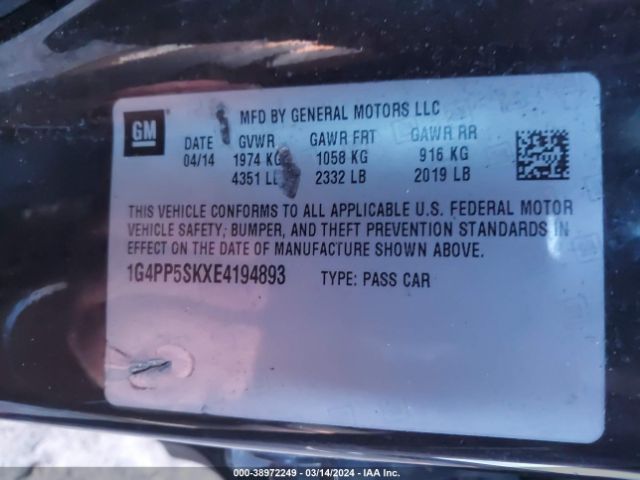 GM
MFD BY GENERAL MOTORS LLC
DATE GVWR GAWR FRT GAWR RR
04/14 1974 KG 1058 KG 916 KG
4351 LB 2332 LB 2019 LB
THIS VEHICLE CONFORMS TO ALL APPLICABLE U.S. FEDERAL MOTOR
VEHICLE SAFETY, BUMPER, AND THEFT PREVENTION STANDARDS IN
EFFECT ON THE DATE OF MANUFACTURE SHOWN ABOVE.
1G4PP5SKXE4194893 TYPE: PASS CAR
000-38972249 - 03/14/2024 - IAA Inc.